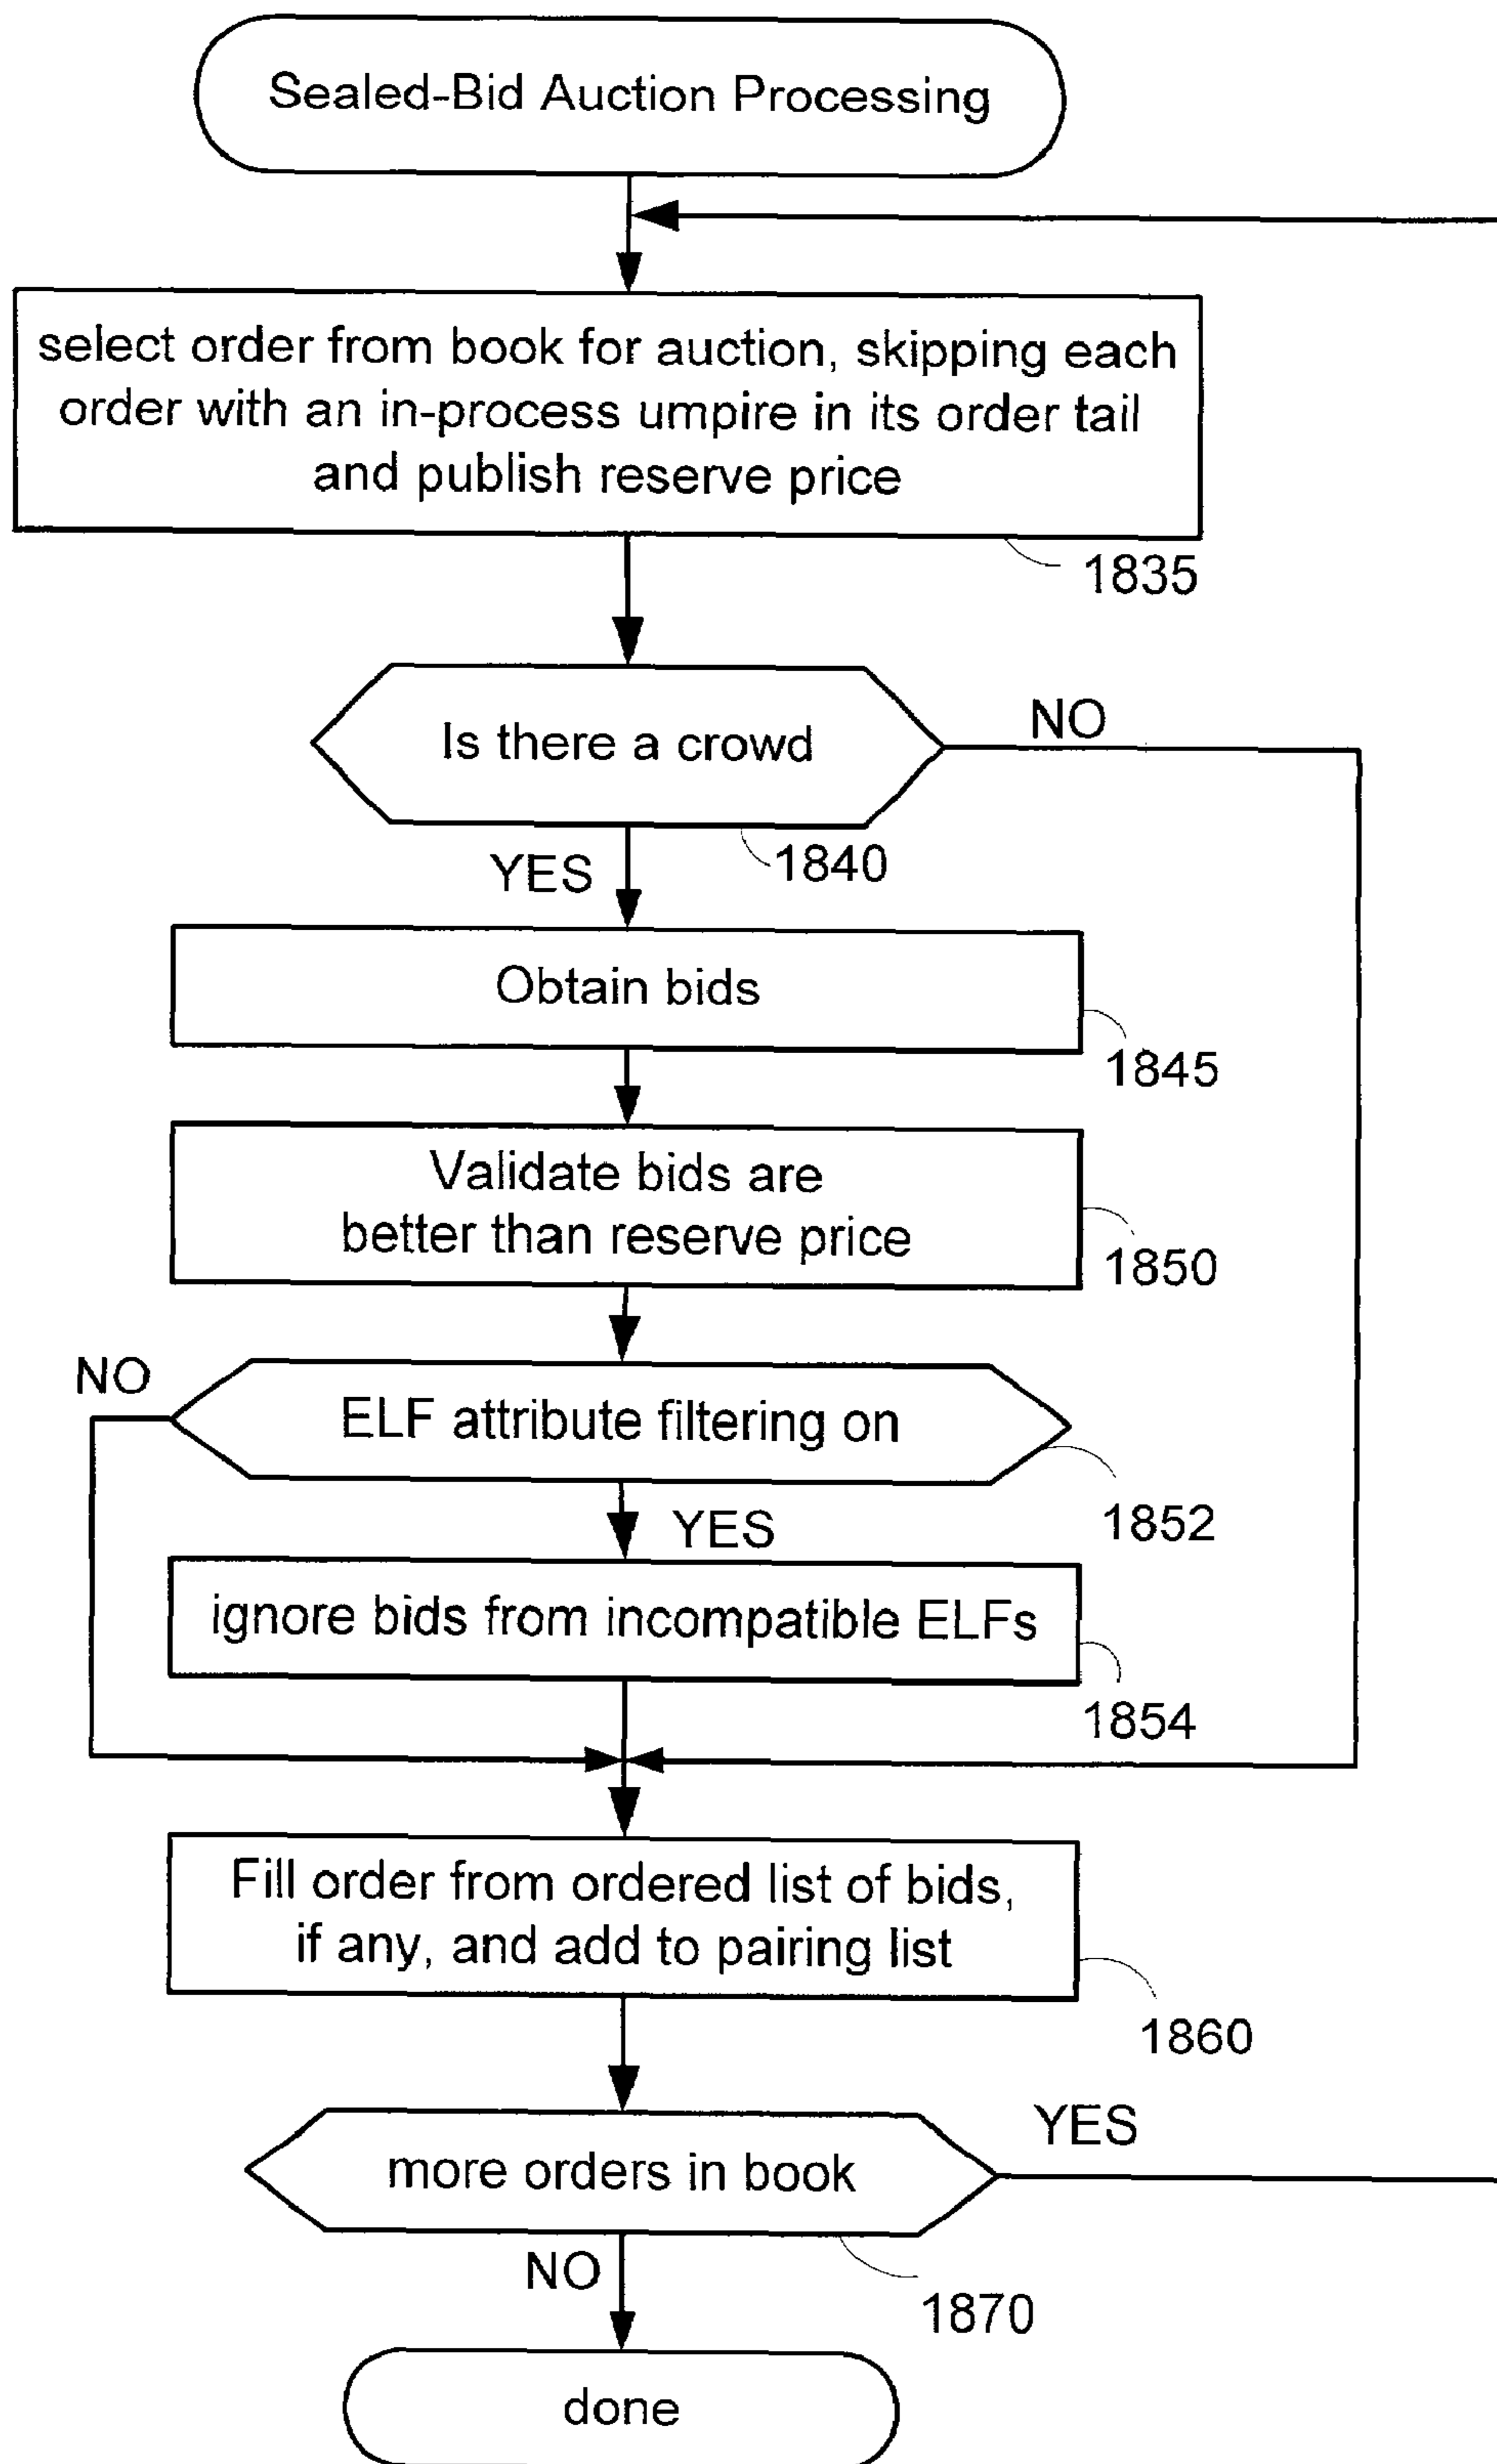 Sealed-Bid Auction Processing
select order from book for auction, skipping each
order with an in-process umpire in its order tail
and publish reserve price
1835
Is there a crowd
NO
YES
1840
Obtain bids
1845
Validate bids are
better than reserve price
1850
NO
ELF attribute filtering on
1852
YES
ignore bids from incompatible ELFs
1854
Fill order from ordered list of bids,
if any, and add to pairing list
1860
more orders in book
YES
NO
1870
done